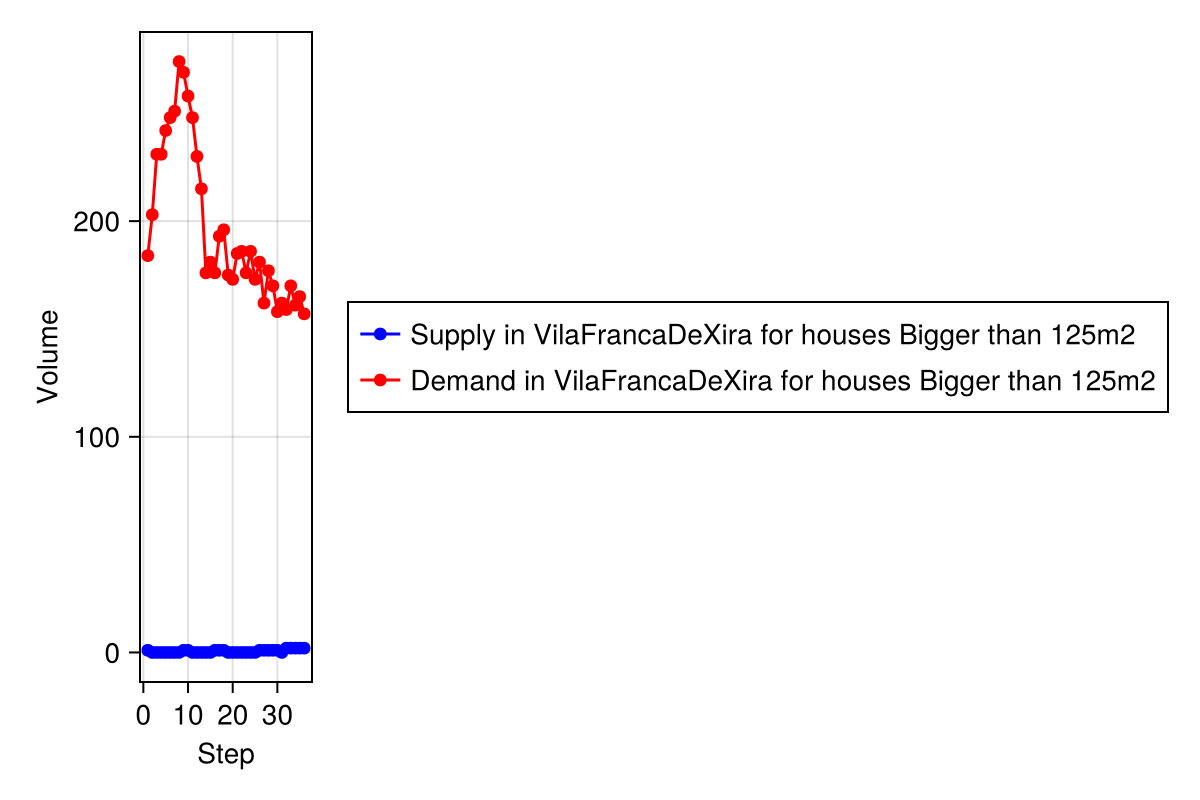 Volume
200
100
0
0 10 20 30
Step
Supply in VilaFrancaDeXira for houses Bigger than 125m2
Demand in VilaFrancaDeXira for houses Bigger than 125m2